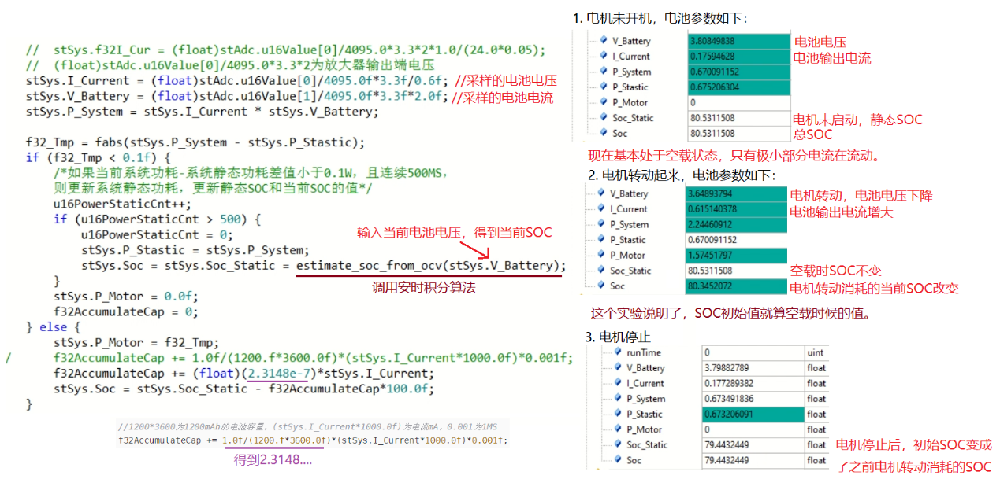 //  stSys.f32I_Cur = (float)stAdc.u16Value[0]/4095.0*3.3*2*1.0/(24.0*0.05);
//  (float)stAdc.u16Value[0]/4095.0*3.3*2为放大器输出端电压
stSys.I_Current = (float)stAdc.u16Value[0]/4095.0f*3.3f/0.6f; //采样的电池电压
stSys.V_Battery = (float)stAdc.u16Value[1]/4095.0f*3.3f*2.0f; //采样的电池电流
stSys.P_System = stSys.I_Current * stSys.V_Battery;
f32_Tmp = fabs(stSys.P_System - stSys.P_Stastic);
if (f32_Tmp < 0.1f) {
/*如果当前系统功耗-系统静态功耗差值小于0.1W，且连续500MS，
则更新系统静态功耗，更新静态SOC和当前SOC的值*/
u16PowerStaticCnt++;
if (u16PowerStaticCnt > 500) {
u16PowerStaticCnt = 0;
stSys.P_Stastic = stSys.P_System;
输入当前电池电压，得到当前SOC
stSys.Soc = stSys.Soc_Static = estimate_soc_from_ocv(stSys.V_Battery);
调用安时积分算法
}
stSys.P_Motor = 0.0f;
f32AccumulateCap = 0;
} else {
stSys.P_Motor = f32_Tmp;
/ f32AccumulateCap += 1.0f/(1200.f*3600.0f)*(stSys.I_Current*1000.0f)*0.001f;
f32AccumulateCap += (float)(2.3148e-7)*stSys.I_Current;
stSys.Soc = stSys.Soc_Static - f32AccumulateCap*100.0f;
}
//1200*3600为1200mAh的电池容量，(stSys.I_Current*1000.0f)为电流mA，0.001为1MS
f32AccumulateCap += 1.0f/(1200.f*3600.0f)*(stSys.I_Current*1000.0f)*0.001f;
得到2.3148....
1. 电机未开机，电池参数如下：
V_Battery 3.80849838 电池电压
I_Current 0.17594628 电池输出电流
P_System 0.670091152
P_Stastic 0.675206304
P_Motor 0
Soc_Static 80.5311508 电机未启动，静态SOC
Soc 80.5311508 总SOC
现在基本处于空载状态，只有极小部分电流在流动。
2. 电机转动起来，电池参数如下：
V_Battery 3.64893794 电机转动，电池电压下降
I_Current 0.615140378 电池输出电流增大
P_System 2.24460912
P_Stastic 0.670091152
P_Motor 1.57451797
Soc_Static 80.5311508 空载时SOC不变
Soc 80.3452072 电机转动消耗的当前SOC改变
这个实验说明了，SOC初始值就算空载时候的值。
3. 电机停止
runTime 0 uint
V_Battery 3.79882789 float
I_Current 0.177289382 float
P_System 0.673491836 float
P_Stastic 0.673206091 float
P_Motor 0 float
Soc_Static 79.4432449 float 电机停止后，初始SOC变成
Soc 79.4432449 float 了之前电机转动消耗的SOC